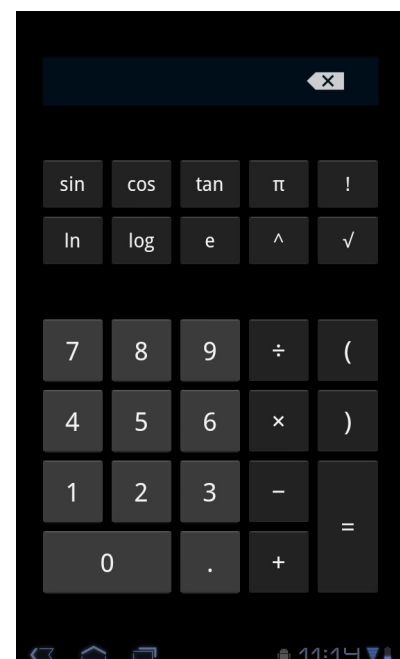 sin cos tan π !
ln log e ^ √
7 8 9 ÷ (
4 5 6 × )
1 2 3 −
=
0 . +
11:14